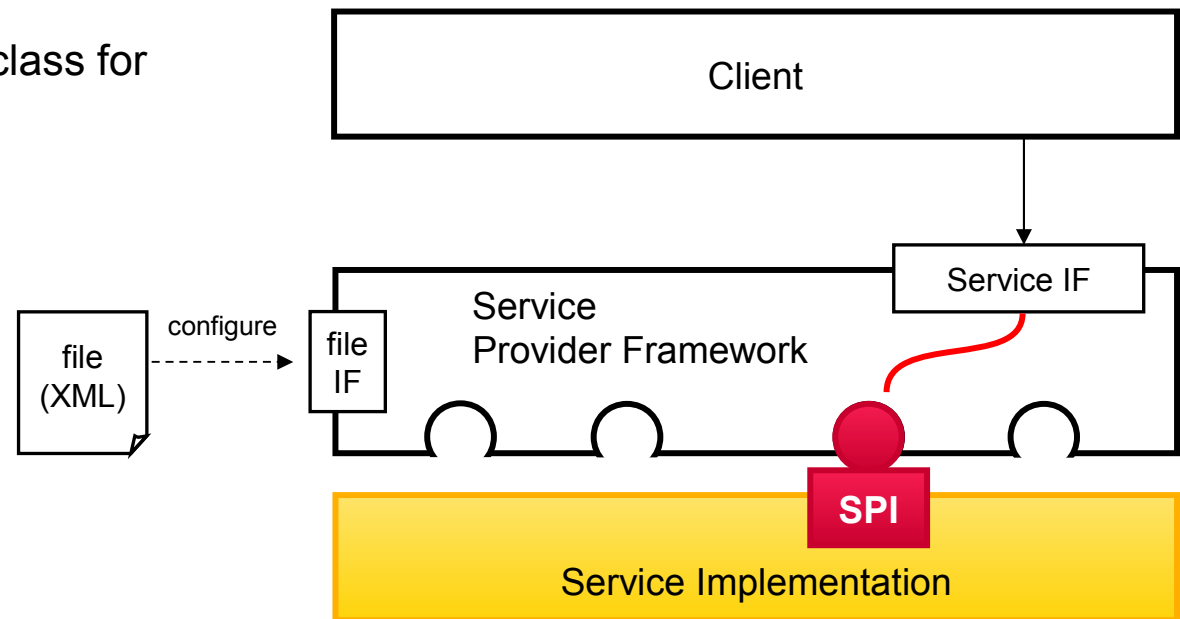 class for
Client
Service IF
Service
Provider Framework
configure
file
(XML)
file
IF
SPI
Service Implementation